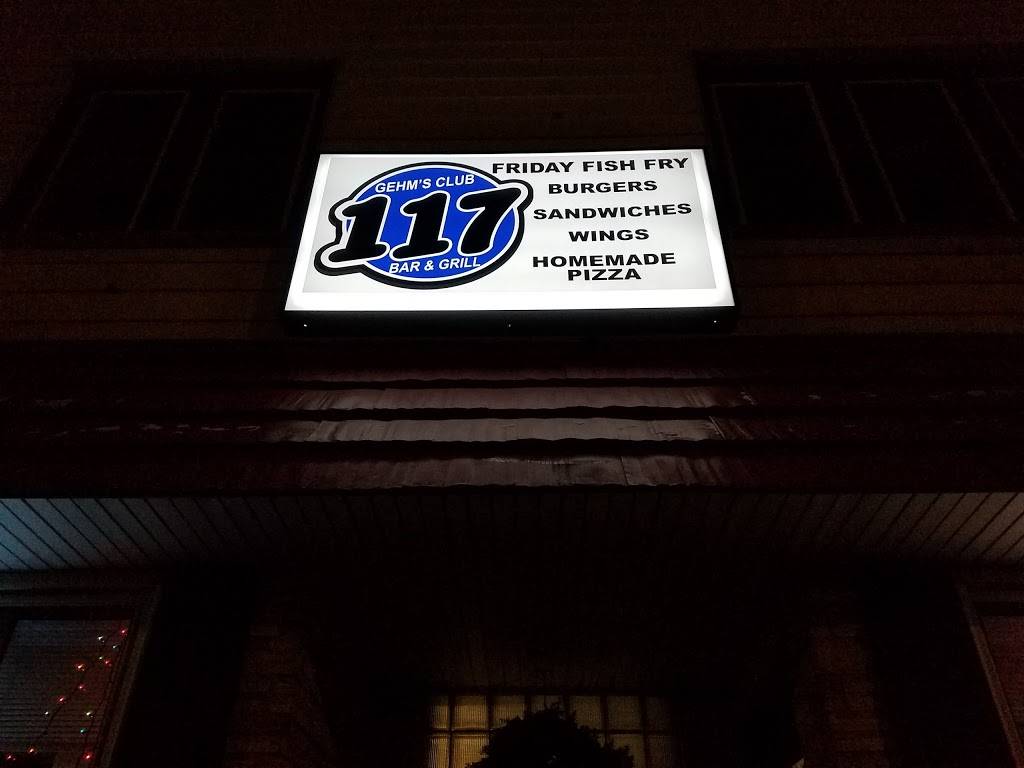 GEHM'S CLUB
117
BAR & GRILL
FRIDAY FISH FRY
BURGERS
SANDWICHES
WINGS
HOMEMADE
PIZZA